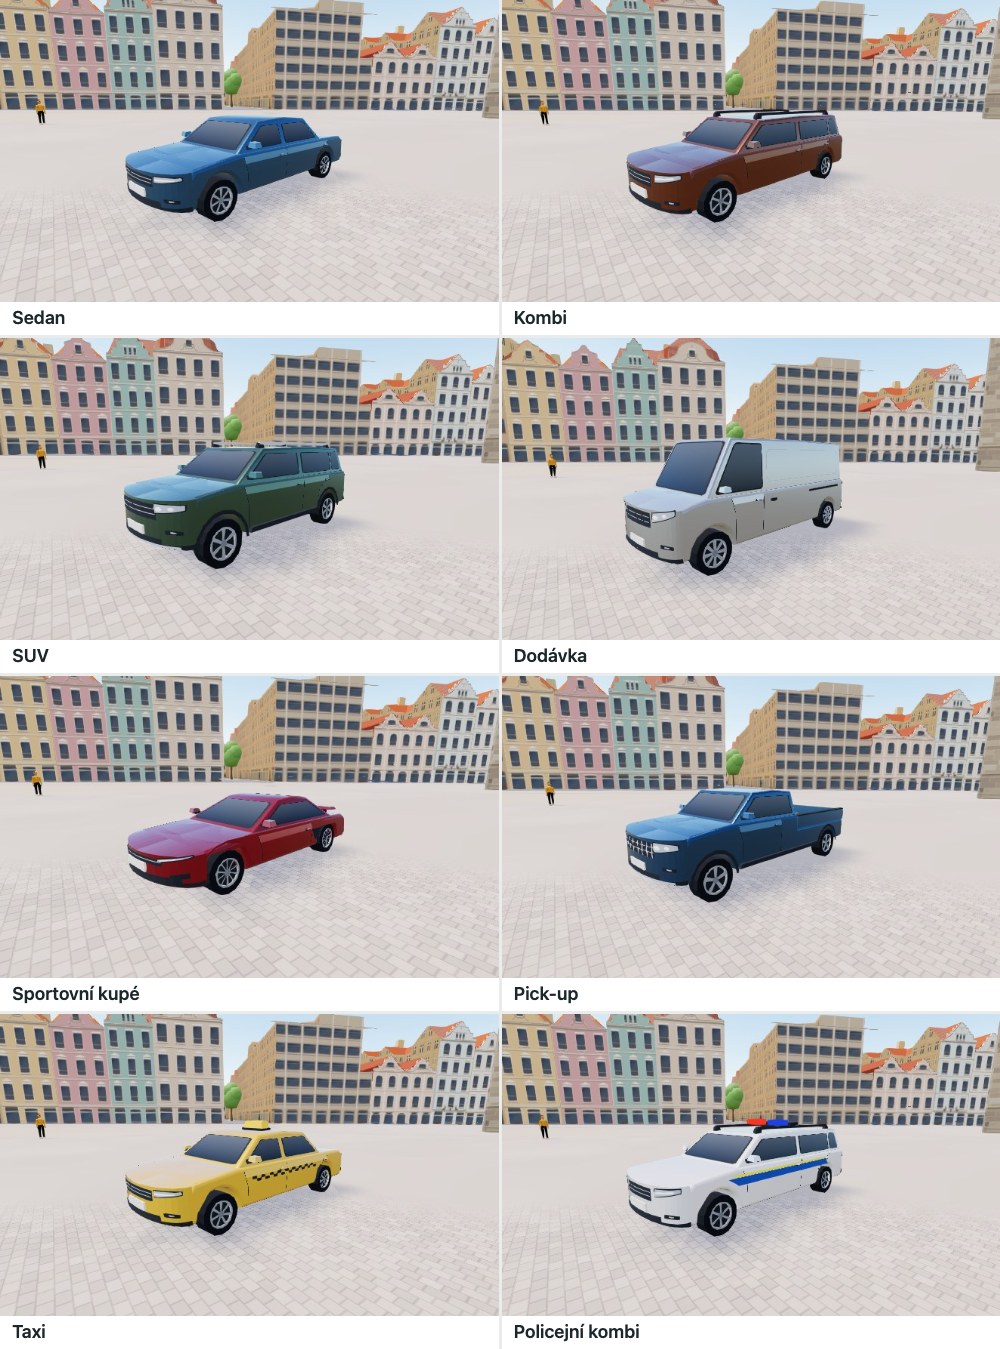 Sedan
Kombi
SUV
Dodávka
Sportovní kupé
Pick-up
Taxi
Policejní kombi